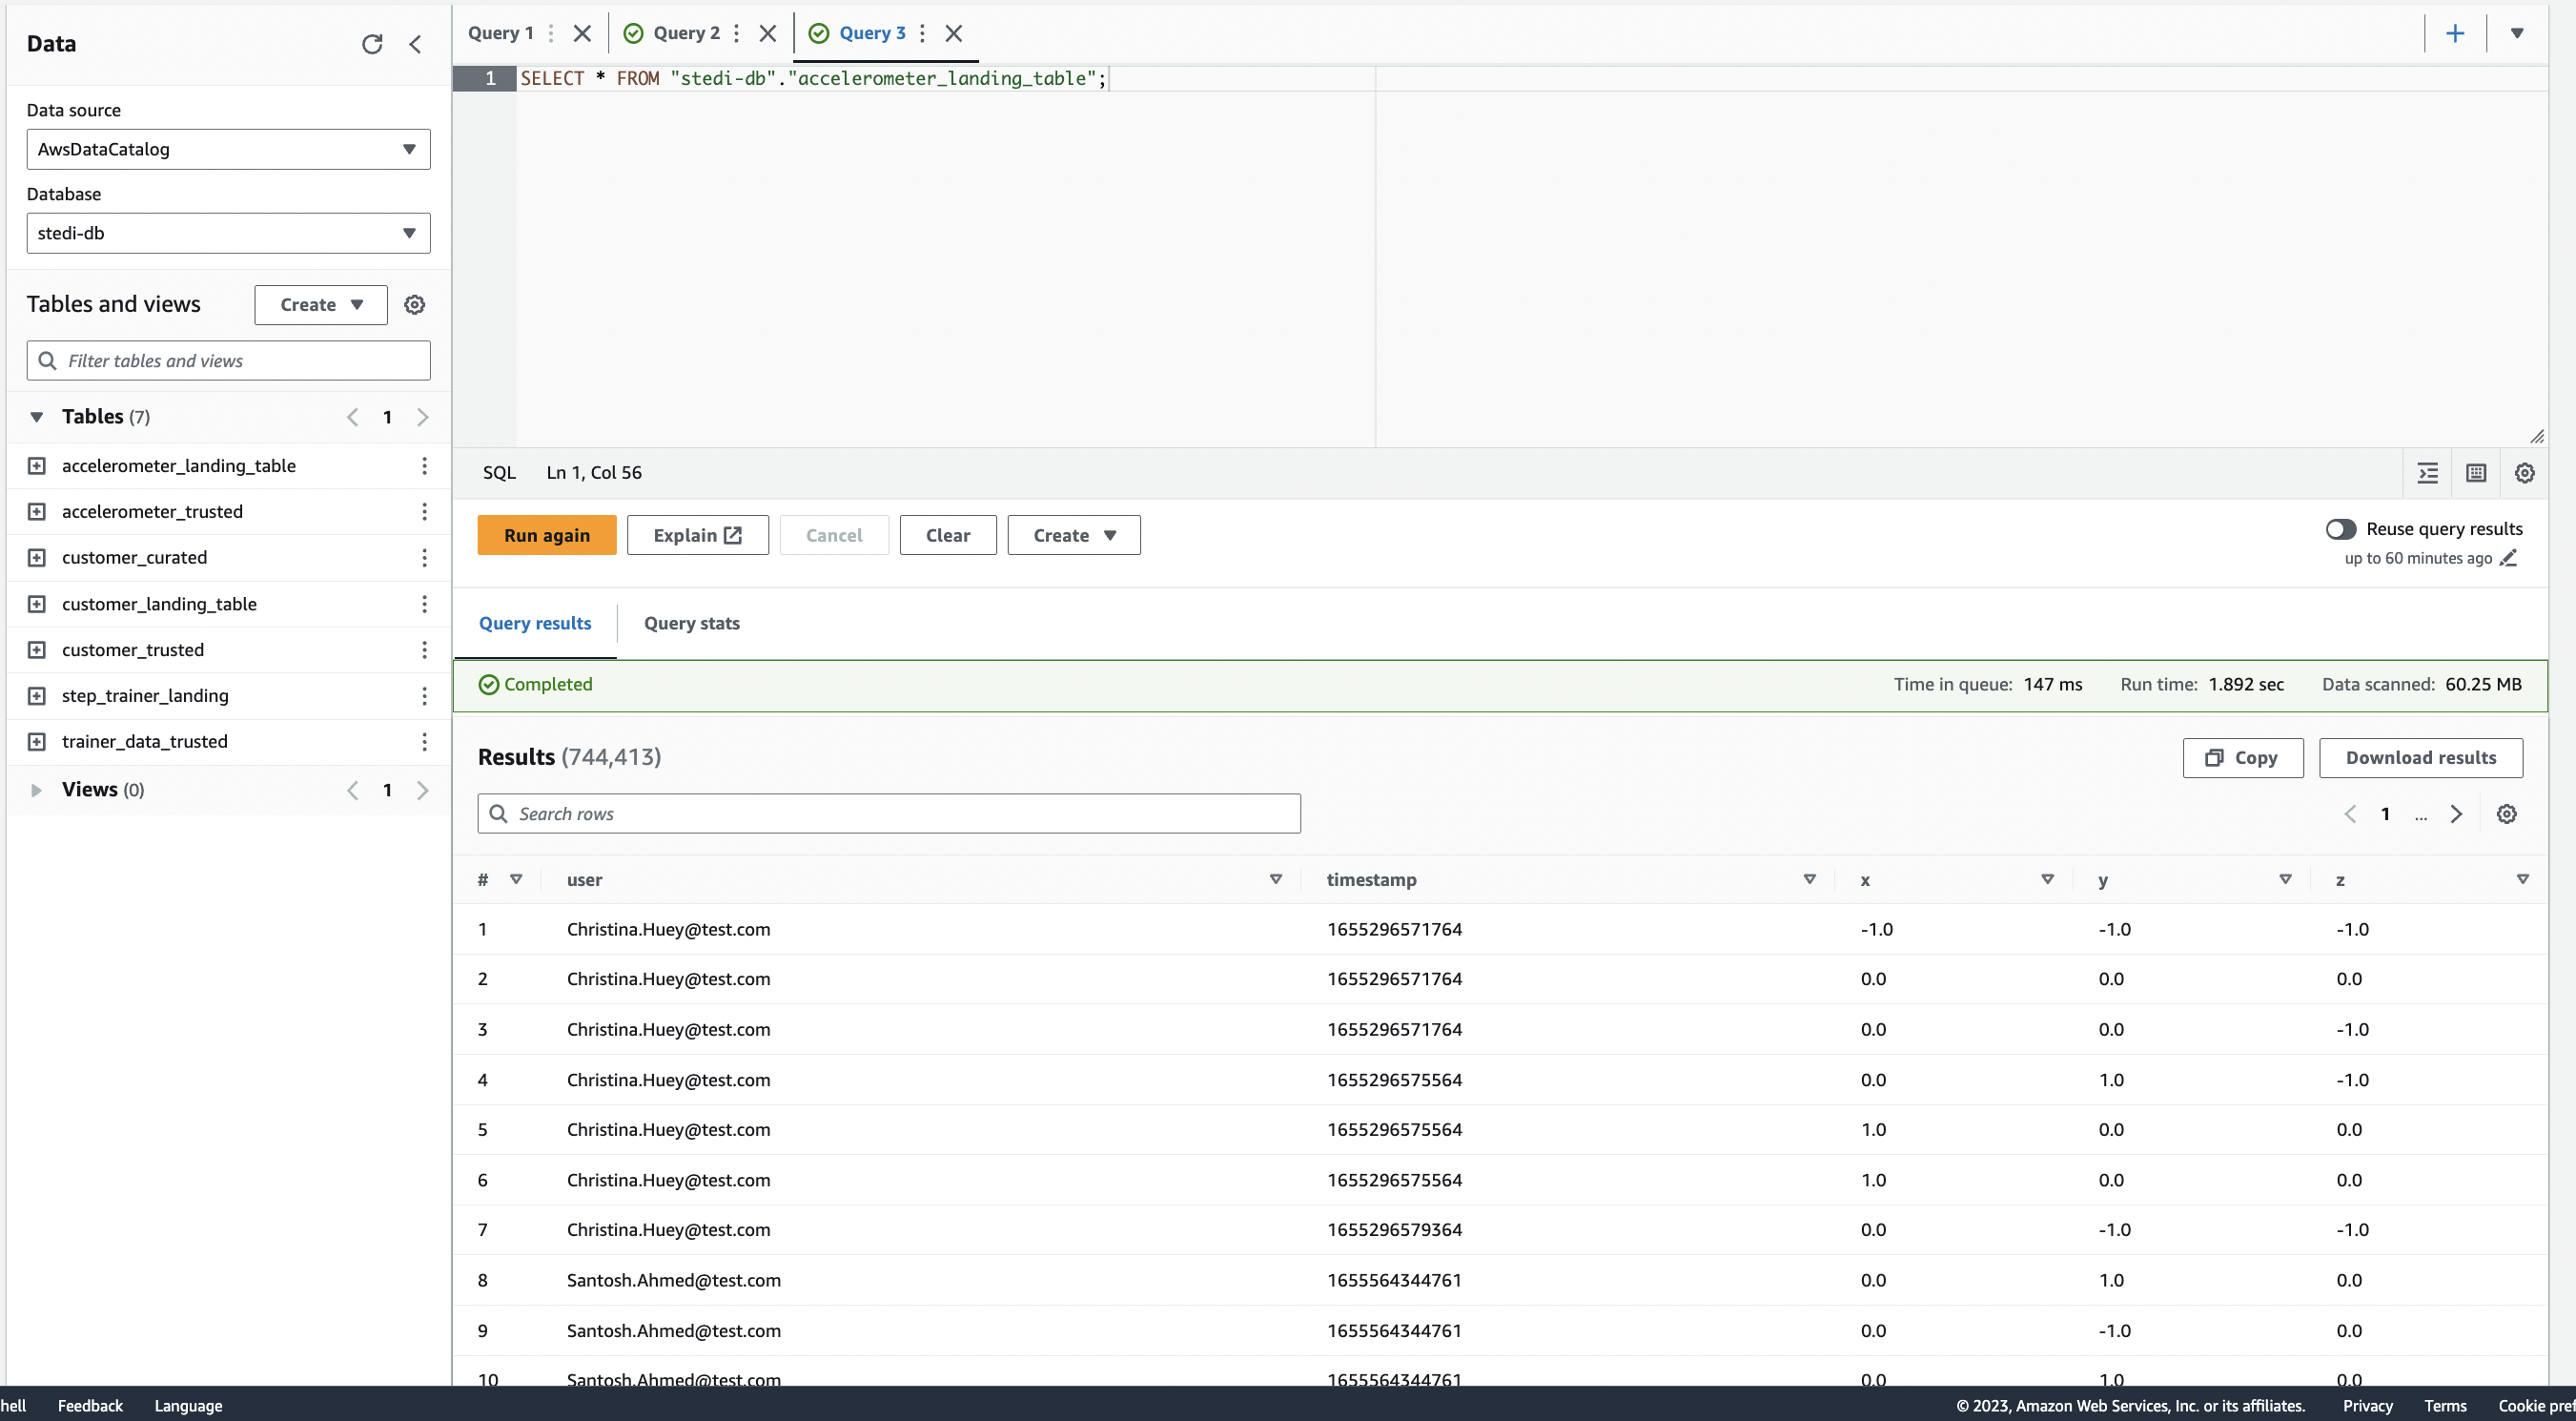 Data
Data source
AwsDataCatalog
Database
stedi-db
Tables and views
Create
Filter tables and views
Tables (7)
1
accelerometer_landing_table
accelerometer_trusted
customer_curated
customer_landing_table
customer_trusted
step_trainer_landing
trainer_data_trusted
Views (0)
1
Query 1
Query 2
Query 3
1 SELECT * FROM "stedi-db"."accelerometer_landing_table";
SQL Ln 1, Col 56
Run again Explain Cancel Clear Create
Reuse query results
up to 60 minutes ago
Query results Query stats
Completed Time in queue: 147 ms Run time: 1.892 sec Data scanned: 60.25 MB
Results (744,413) Copy Download results
Search rows 1 ...
# user timestamp x y z
1 Christina.Huey@test.com 1655296571764 -1.0 -1.0 -1.0
2 Christina.Huey@test.com 1655296571764 0.0 0.0 0.0
3 Christina.Huey@test.com 1655296571764 0.0 0.0 -1.0
4 Christina.Huey@test.com 1655296575564 0.0 1.0 -1.0
5 Christina.Huey@test.com 1655296575564 1.0 0.0 0.0
6 Christina.Huey@test.com 1655296575564 1.0 0.0 0.0
7 Christina.Huey@test.com 1655296579364 0.0 -1.0 -1.0
8 Santosh.Ahmed@test.com 1655564344761 0.0 1.0 0.0
9 Santosh.Ahmed@test.com 1655564344761 0.0 -1.0 0.0
10 Santosh.Ahmed@test.com 1655564344761 0.0 1.0 0.0
hell Feedback Language © 2023, Amazon Web Services, Inc. or its affiliates. Privacy Terms Cookie pref